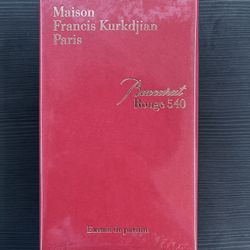 Maison
Francis Kurkdjian
Paris
Baccarat
Rouge 540
Extrait de parfum